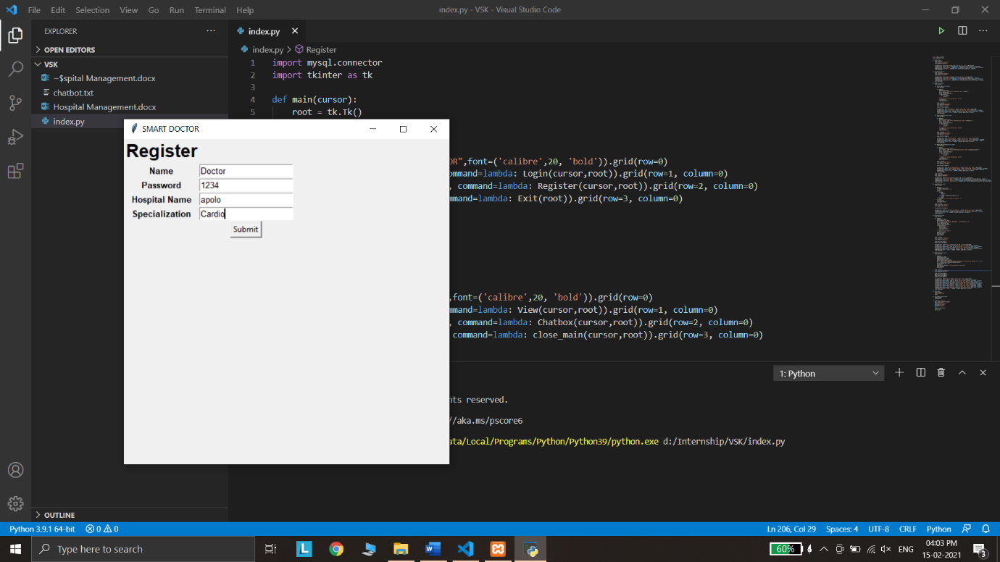 File Edit Selection View Go Run Terminal Help
index.py - VSK - Visual Studio Code
EXPLORER
OPEN EDITORS
VSK
~$spital Management.docx
chatbot.txt
Hospital Management.docx
index.py
index.py
index.py > Register
1 import mysql.connector
2 import tkinter as tk
3
4 def main(cursor):
5 root = tk.Tk()
SMART DOCTOR
Register
Name Doctor
Password 1234
Hospital Name apolo
Specialization Cardio
Submit
OR",font=('calibre',20, 'bold')).grid(row=0)
ommand=lambda: Login(cursor,root)).grid(row=1, column=0)
, command=lambda: Register(cursor,root)).grid(row=2, column=0)
ommand=lambda: Exit(root)).grid(row=3, column=0)
,font=('calibre',20, 'bold')).grid(row=0)
mmand=lambda: View(cursor,root)).grid(row=1, column=0)
, command=lambda: Chatbox(cursor,root)).grid(row=2, column=0)
command=lambda: close_main(cursor,root)).grid(row=3, column=0)
1: Python
hts reserved.
//aka.ms/pscore6
ata/Local/Programs/Python/Python39/python.exe d:/Internship/VSK/index.py
OUTLINE
Python 3.9.1 64-bit 0 0
Ln 206, Col 29 Spaces: 4 UTF-8 CRLF Python
Type here to search
L
60%
ENG
04:03 PM
15-02-2021
3